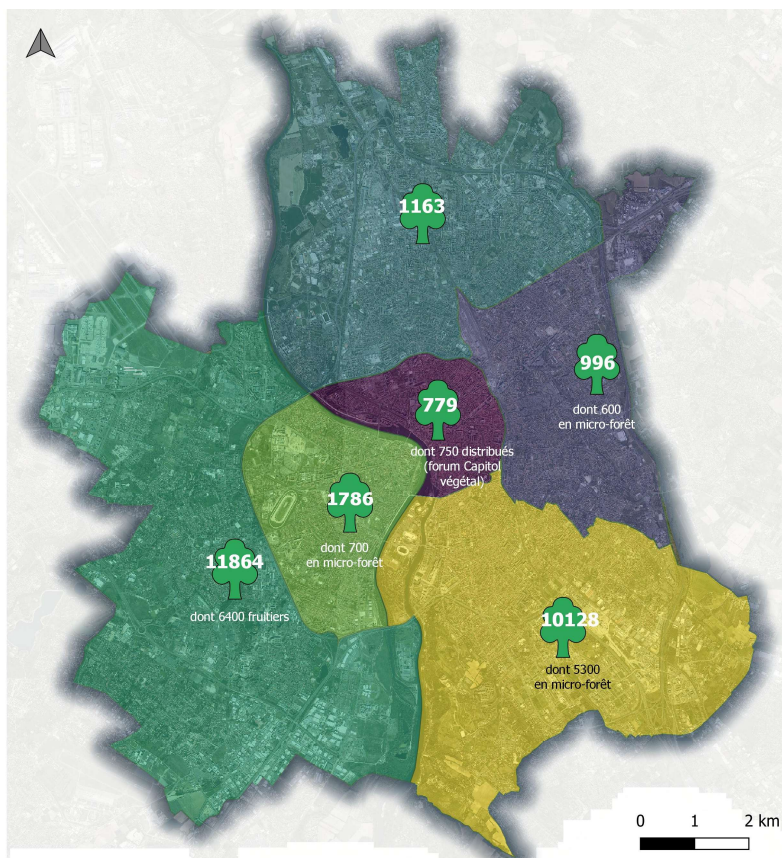 1163
996
dont 600
en micro-forêt
779
dont 750 distribués
(forum Capitol
végétal)
1786
dont 700
en micro-forêt
11864
dont 6400 fruitiers
10128
dont 5300
en micro-forêt
0 1 2 km